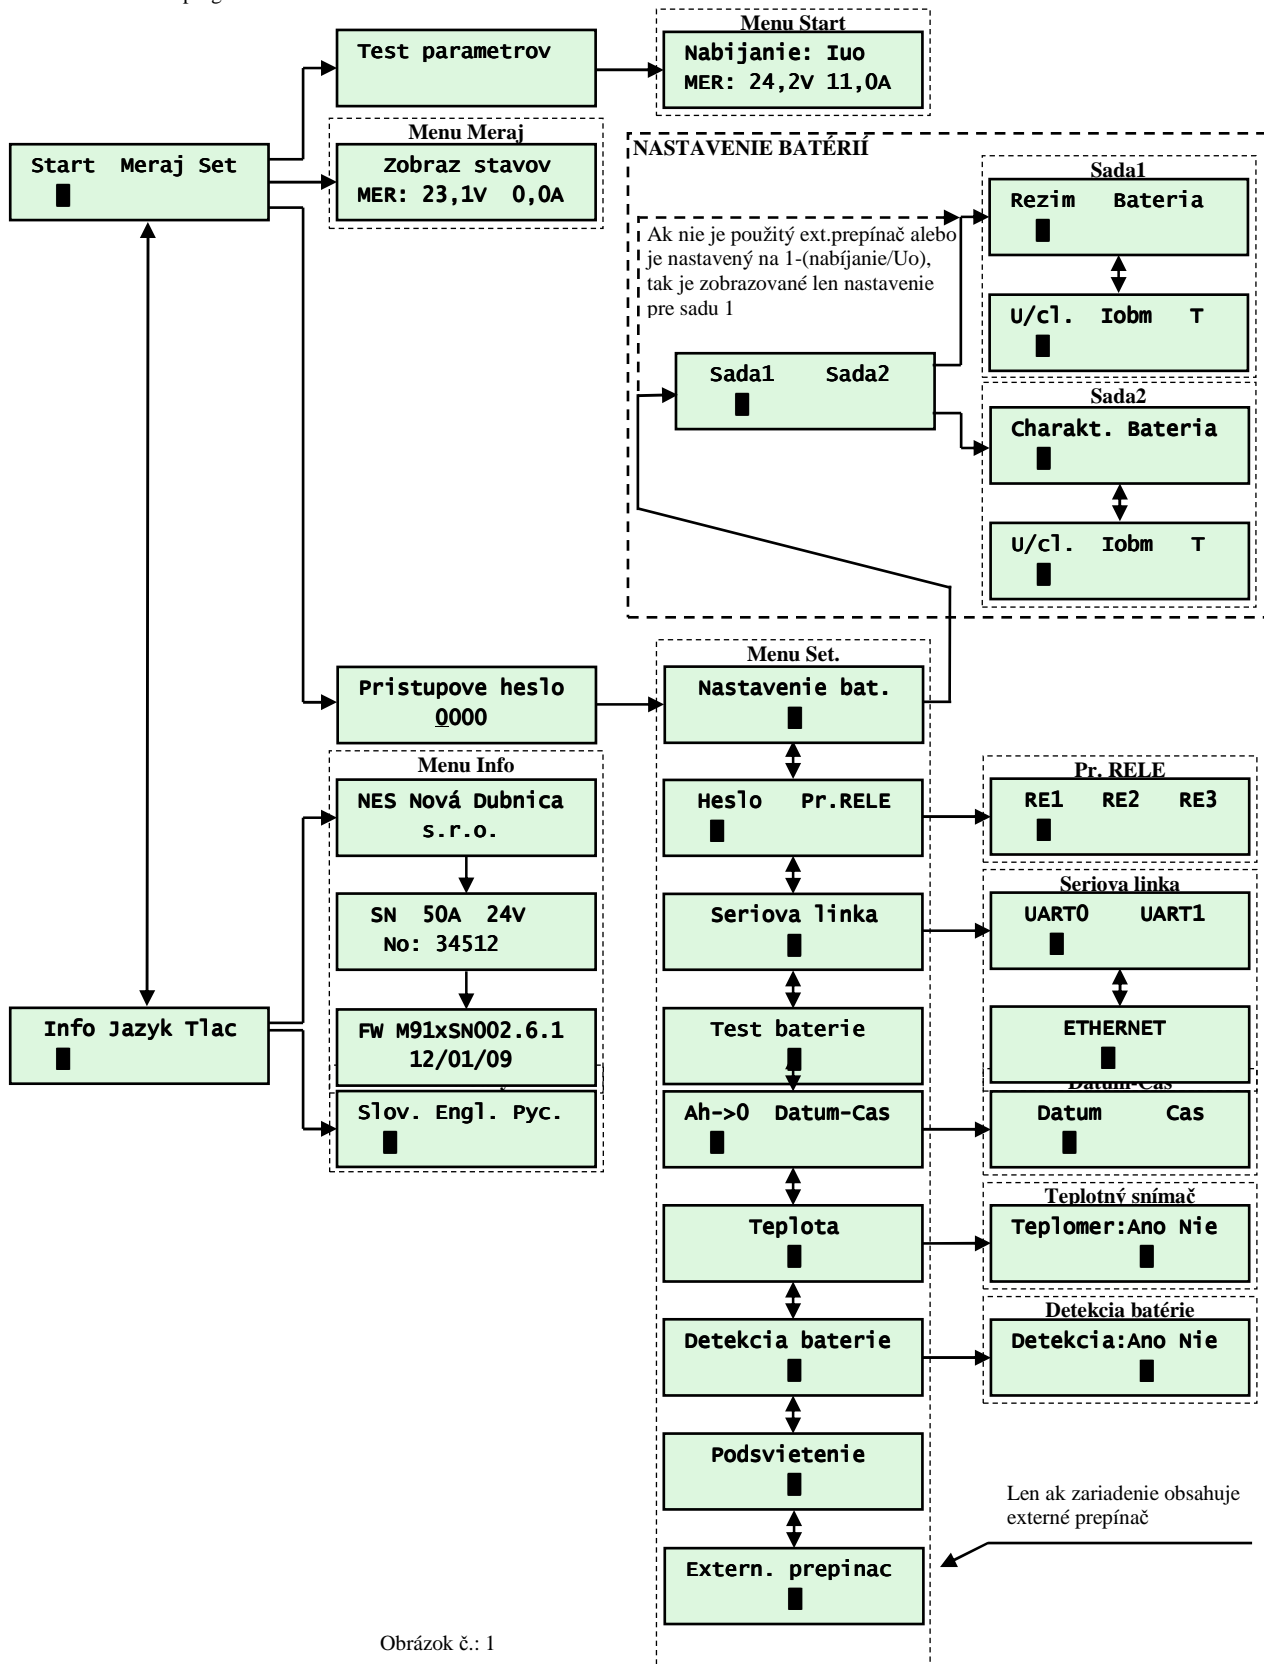 Test parametrov
Menu Start
Nabijanie: Iuo
MER: 24,2V 11,0A
Start Meraj Set
Menu Meraj
Zobraz stavov
MER: 23,1V 0,0A
NASTAVENIE BATÉRIÍ
Ak nie je použitý ext.prepínač alebo
je nastavený na 1-(nabíjanie/Uo),
tak je zobrazované len nastavenie
pre sadu 1
Sada1
Rezim Bateria
U/cl. Iobm T
Sada1 Sada2
Sada2
Charakt. Bateria
U/cl. Iobm T
Pristupove heslo
0000
Menu Set.
Nastavenie bat.
Heslo Pr.RELE
Seriova linka
Test baterie
Ah->0 Datum-Cas
Teplota
Detekcia baterie
Podsvietenie
Extern. prepinac
Menu Info
NES Nová Dubnica
s.r.o.
SN 50A 24V
No: 34512
FW M91xSN002.6.1
12/01/09
Info Jazyk Tlac
Slov. Engl. Pyc.
Pr. RELE
RE1 RE2 RE3
Seriova linka
UART0 UART1
ETHERNET
Datum-Cas
Datum Cas
Teplotný snímač
Teplomer:Ano Nie
Detekcia batérie
Detekcia:Ano Nie
Len ak zariadenie obsahuje
externé prepínač
Obrázok č.: 1